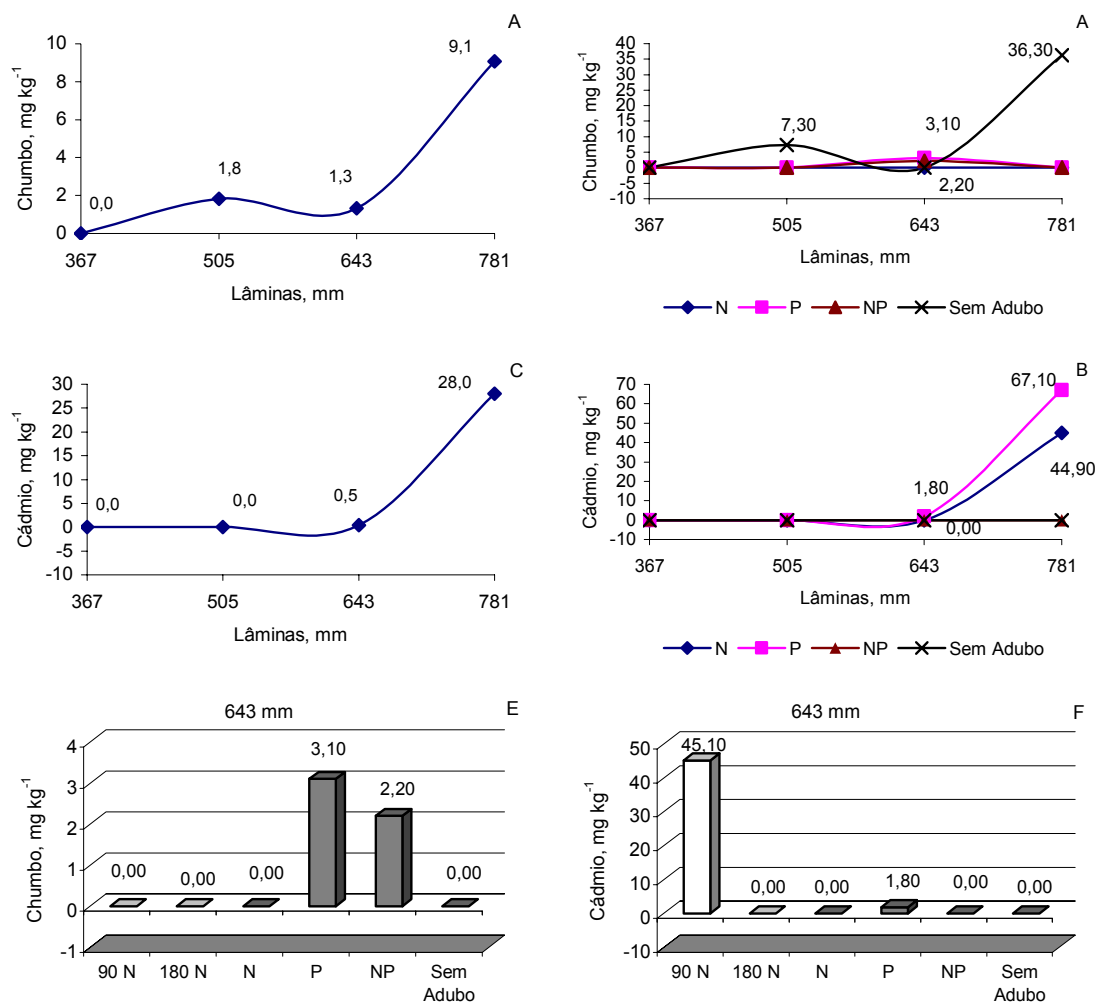 A
Chumbo, mg kg⁻¹
10
8
6
4
2
0
0,0
1,8
1,3
9,1
367 505 643 781
Lâminas, mm
A
Chumbo, mg kg⁻¹
40
35
30
25
20
15
10
5
0
-5
-10
7,30
3,10
2,20
36,30
367 505 643 781
Lâminas, mm
N P NP Sem Adubo
C
Cádmio, mg kg⁻¹
30
25
20
15
10
5
0
-5
-10
0,0
0,0
0,5
28,0
367 505 643 781
Lâminas, mm
B
Cádmio, mg kg⁻¹
70
60
50
40
30
20
10
0
-10
67,10
44,90
1,80
0,00
367 505 643 781
Lâminas, mm
N P NP Sem Adubo
643 mm
E
Chumbo, mg kg⁻¹
4
3
2
1
0
-1
0,00
0,00
0,00
3,10
2,20
0,00
90 N 180 N N P NP Sem
Adubo
643 mm
F
Cádmio, mg kg⁻¹
50
40
30
20
10
0
-10
45,10
0,00
0,00
1,80
0,00
0,00
90 N 180 N N P NP Sem
Adubo